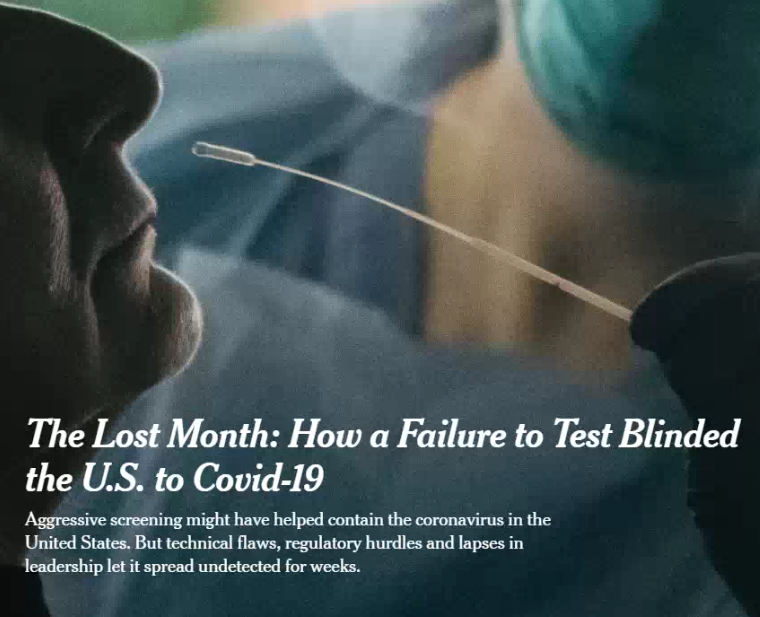 The Lost Month: How a Failure to Test Blinded
the U.S. to Covid-19
Aggressive screening might have helped contain the coronavirus in the
United States. But technical flaws, regulatory hurdles and lapses in
leadership let it spread undetected for weeks.